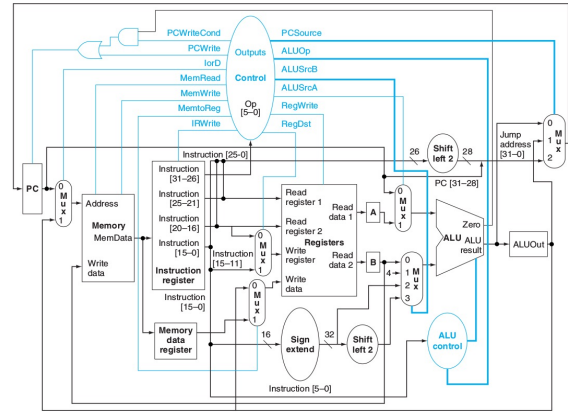 PCWriteCond
PCWrite
IorD
MemRead
MemWrite
MemtoReg
IRWrite
Outputs
Control
Op
[5–0]
PCSource
ALUOp
ALUSrcB
ALUSrcA
RegWrite
RegDst
PC
0
M
u
x
1
Address
Memory
MemData
Write
data
Instruction [25–0]
Instruction
[31–26]
Instruction
[25–21]
Instruction
[20–16]
Instruction
[15–0]
Instruction
register
Instruction
[15–0]
Memory
data
register
Instruction
[15–11]
0
M
u
x
1
0
M
u
x
1
Read
register 1
Read
register 2
Registers
Write
register
Write
data
Read
data 1
Read
data 2
A
B
4
0
M
u
x
1
0
1
M
u
2
x
3
16
Sign
extend
32
Shift
left 2
Instruction [5–0]
26
Shift
left 2
28
Jump
address
[31–0]
PC [31–28]
Zero
ALU
ALU
result
ALUOut
ALU
control
0
M
1
u
x
2